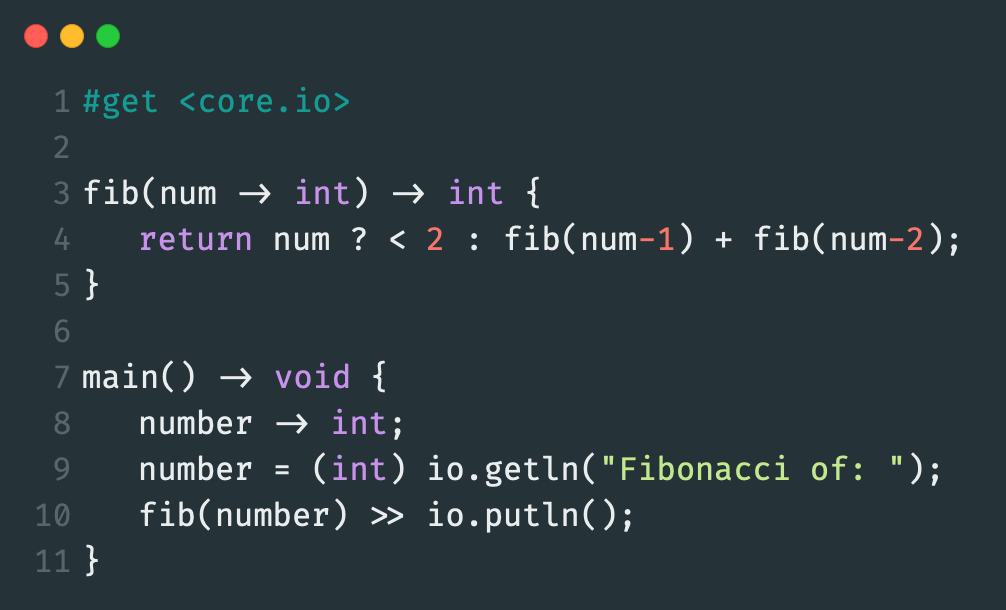 1 #get <core.io>
2
3 fib(num -> int) -> int {
4    return num ? < 2 : fib(num-1) + fib(num-2);
5 }
6
7 main() -> void {
8    number -> int;
9    number = (int) io.getln("Fibonacci of: ");
10    fib(number) >> io.putln();
11 }